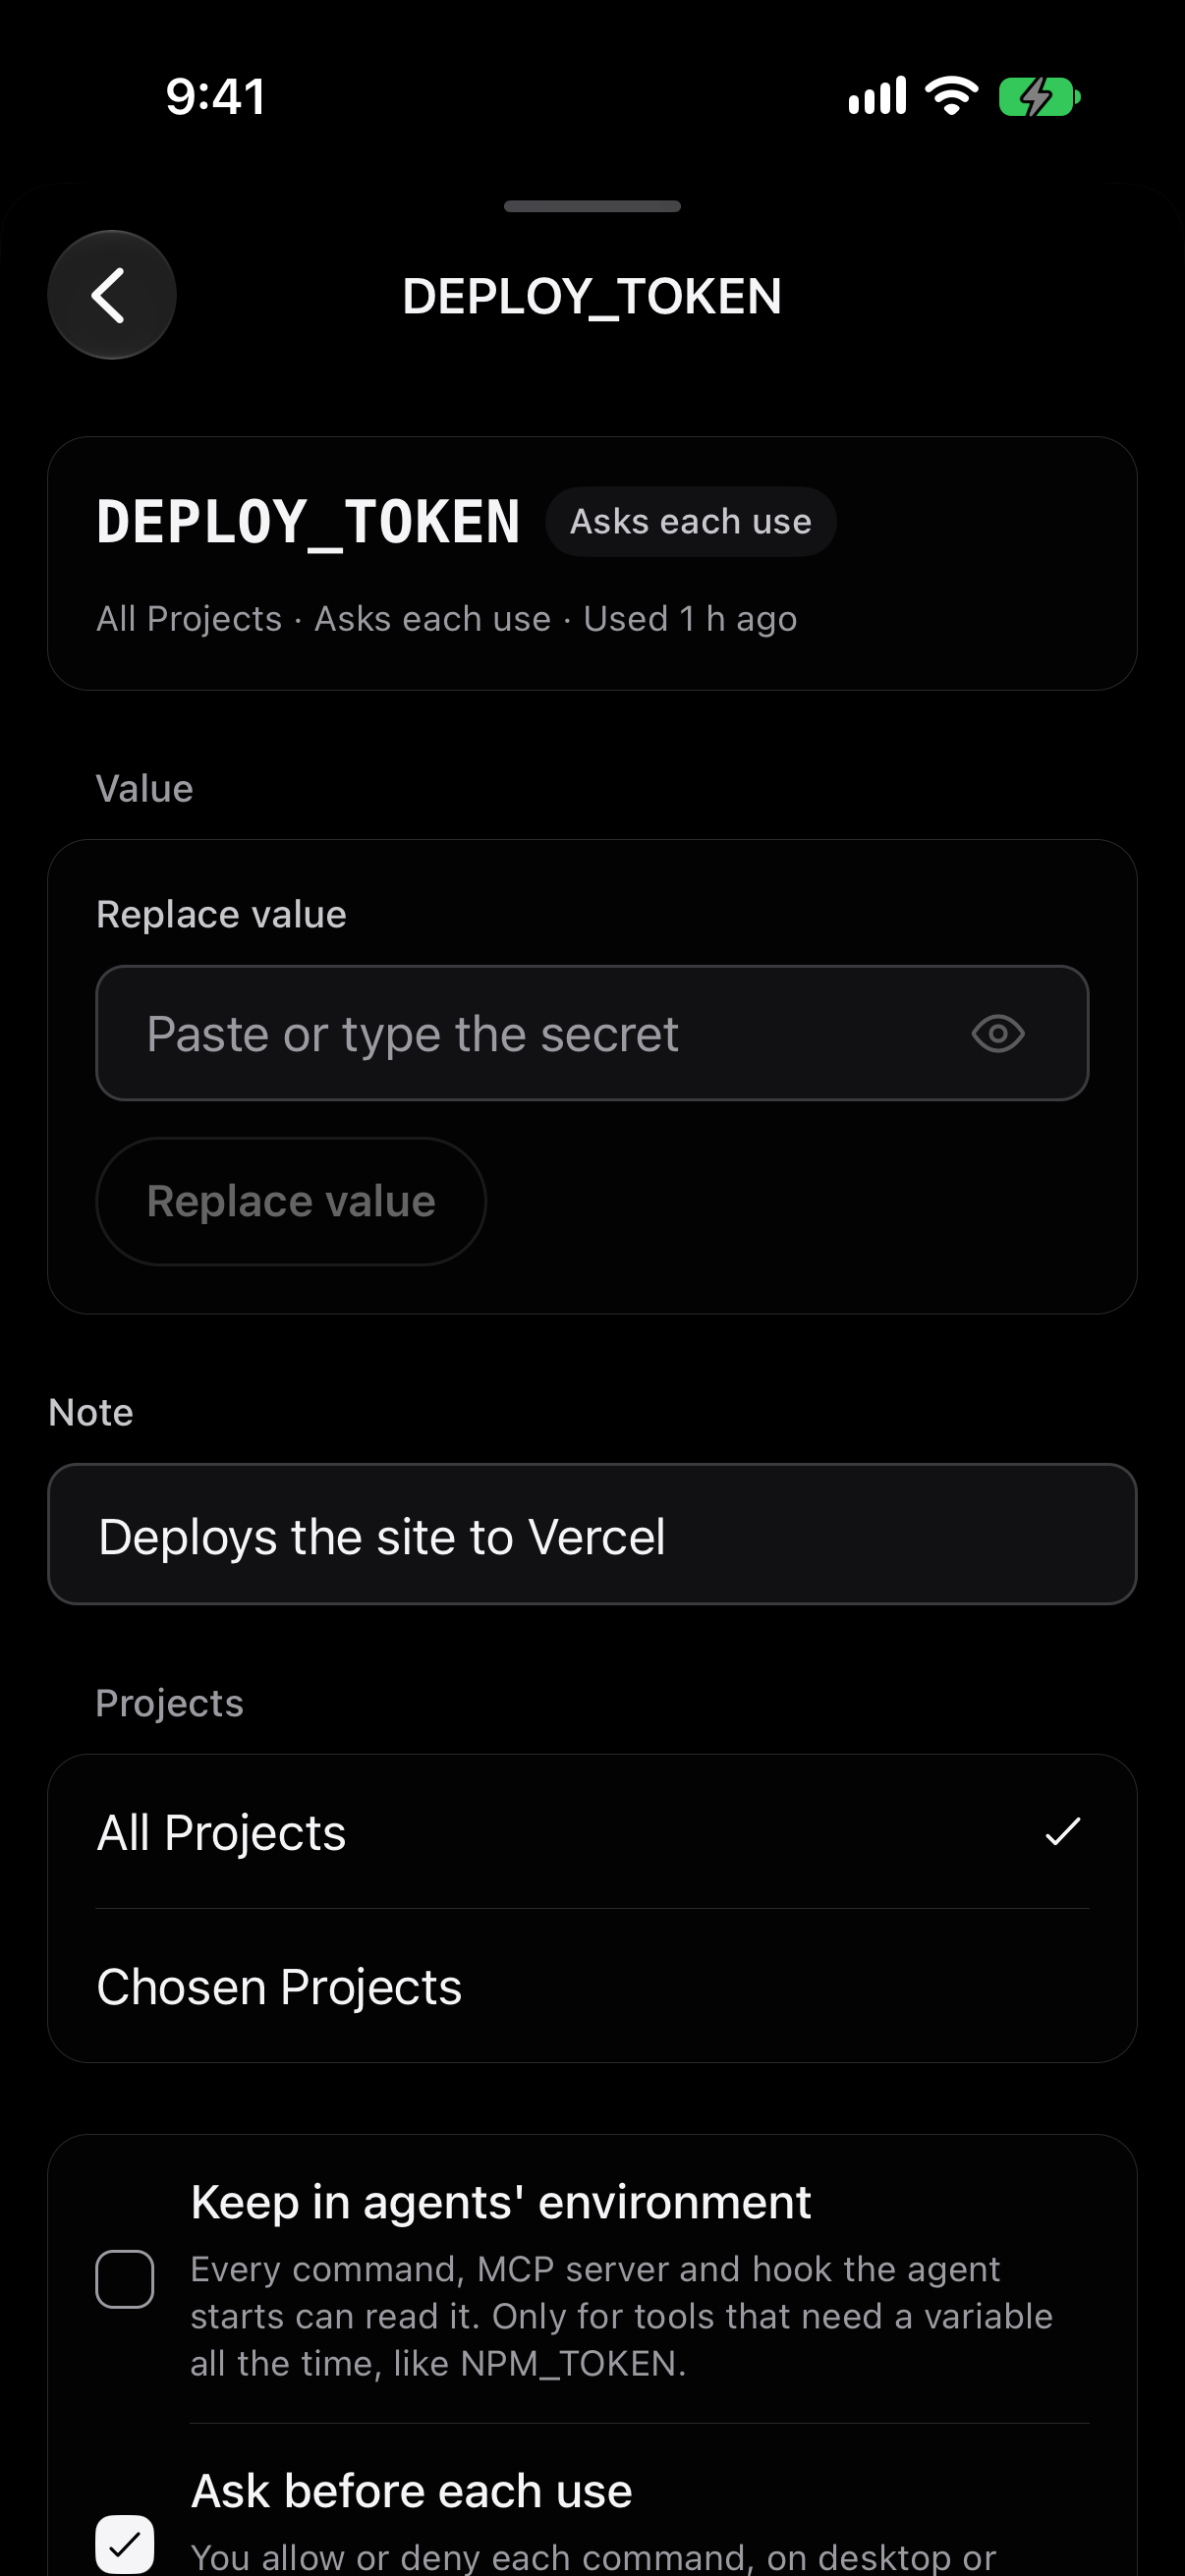 9:41
DEPLOY_TOKEN
DEPLOY_TOKEN Asks each use
All Projects · Asks each use · Used 1 h ago
Value
Replace value
Paste or type the secret
Replace value
Note
Deploys the site to Vercel
Projects
All Projects
Chosen Projects
Keep in agents' environment
Every command, MCP server and hook the agent
starts can read it. Only for tools that need a variable
all the time, like NPM_TOKEN.
Ask before each use
You allow or deny each command, on desktop or